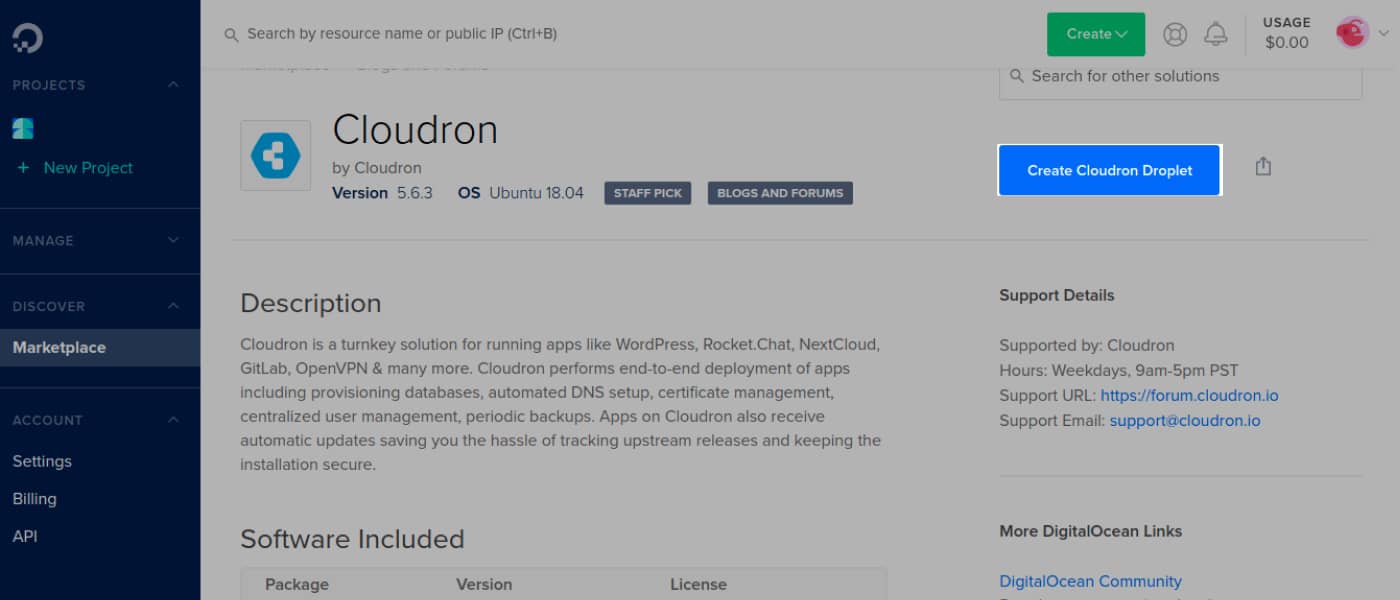 PROJECTS
+ New Project
MANAGE
DISCOVER
Marketplace
ACCOUNT
Settings
Billing
API
Search by resource name or public IP (Ctrl+B)
Create
USAGE
$0.00
Search for other solutions
Cloudron
by Cloudron
Version 5.6.3 OS Ubuntu 18.04 STAFF PICK BLOGS AND FORUMS
Create Cloudron Droplet
Description
Cloudron is a turnkey solution for running apps like WordPress, Rocket.Chat, NextCloud,
GitLab, OpenVPN & many more. Cloudron performs end-to-end deployment of apps
including provisioning databases, automated DNS setup, certificate management,
centralized user management, periodic backups. Apps on Cloudron also receive
automatic updates saving you the hassle of tracking upstream releases and keeping the
installation secure.
Software Included
Package Version License
Support Details
Supported by: Cloudron
Hours: Weekdays, 9am-5pm PST
Support URL: https://forum.cloudron.io
Support Email: support@cloudron.io
More DigitalOcean Links
DigitalOcean Community